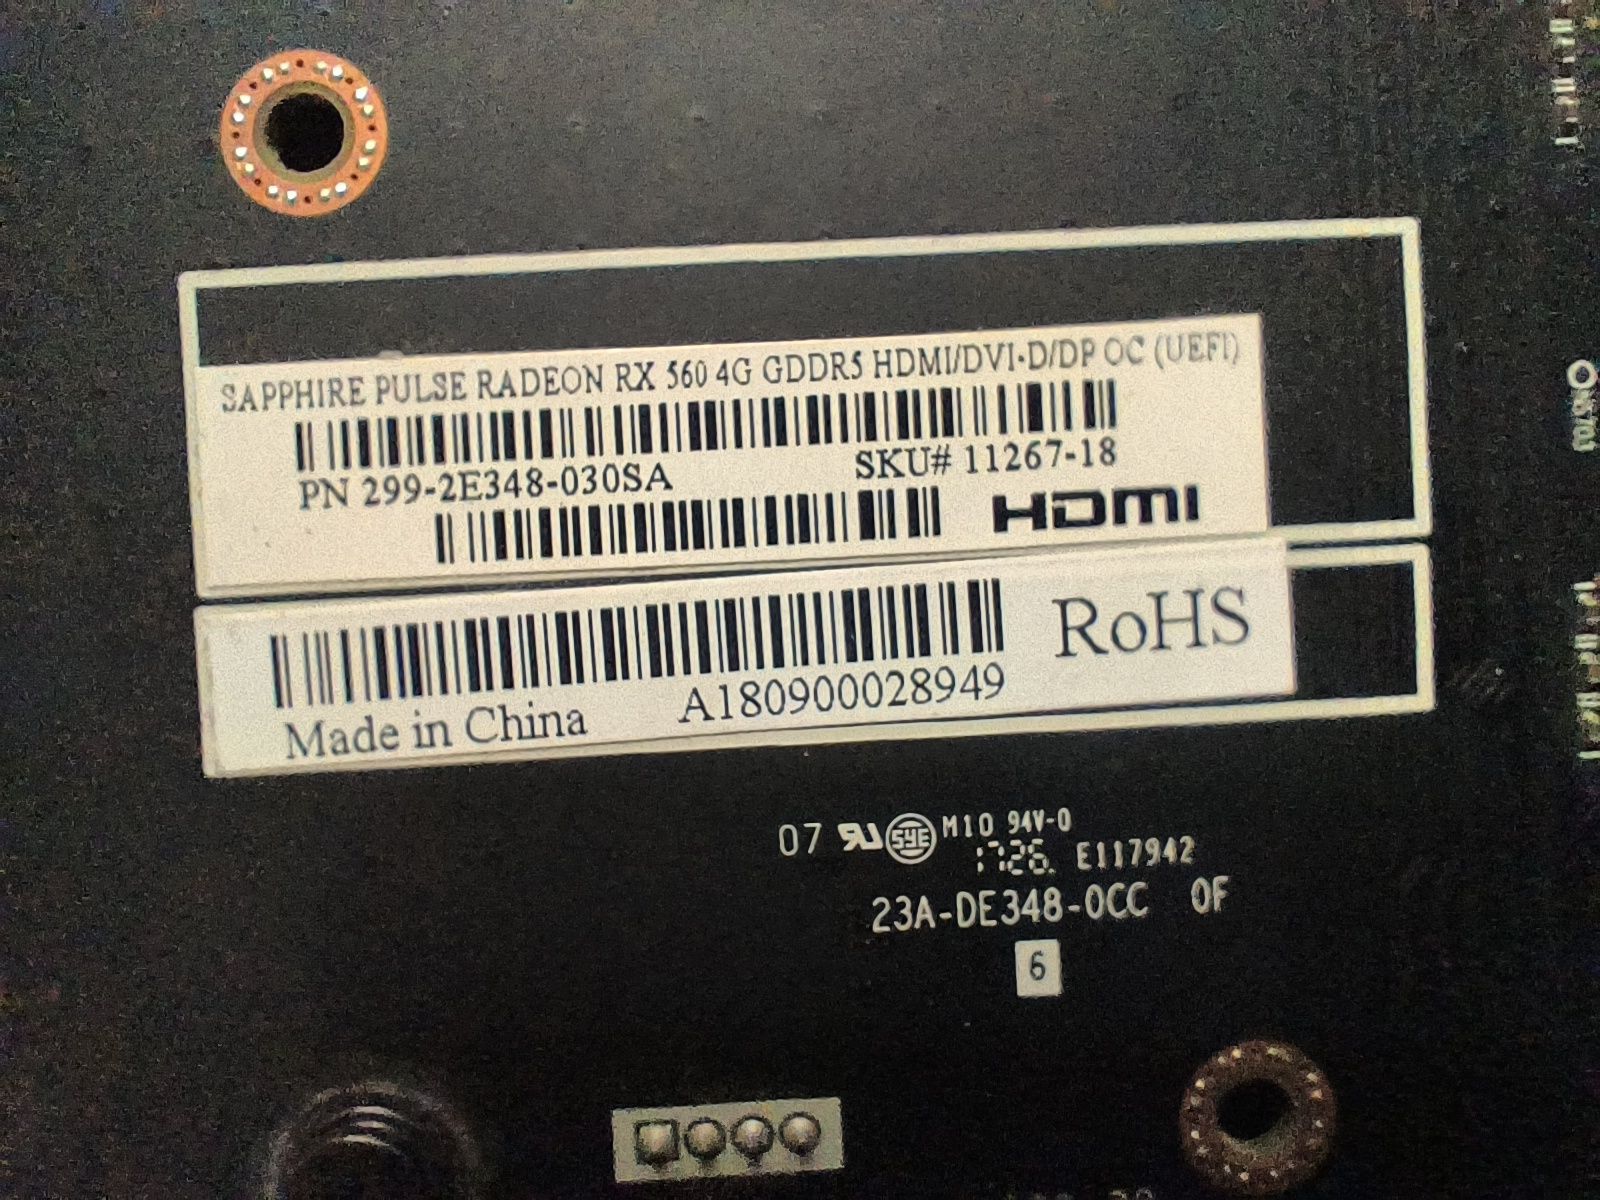 SAPPHIRE PULSE RADEON RX 560 4G GDDR5 HDMI/DVI-D/DP OC (UEFI)
PN 299-2E348-030SA SKU# 11267-18
HDMI
RoHS
Made in China A180900028949
07 SYE M10 94V-0
1726 E117942
23A-DE348-0CC 0F
6